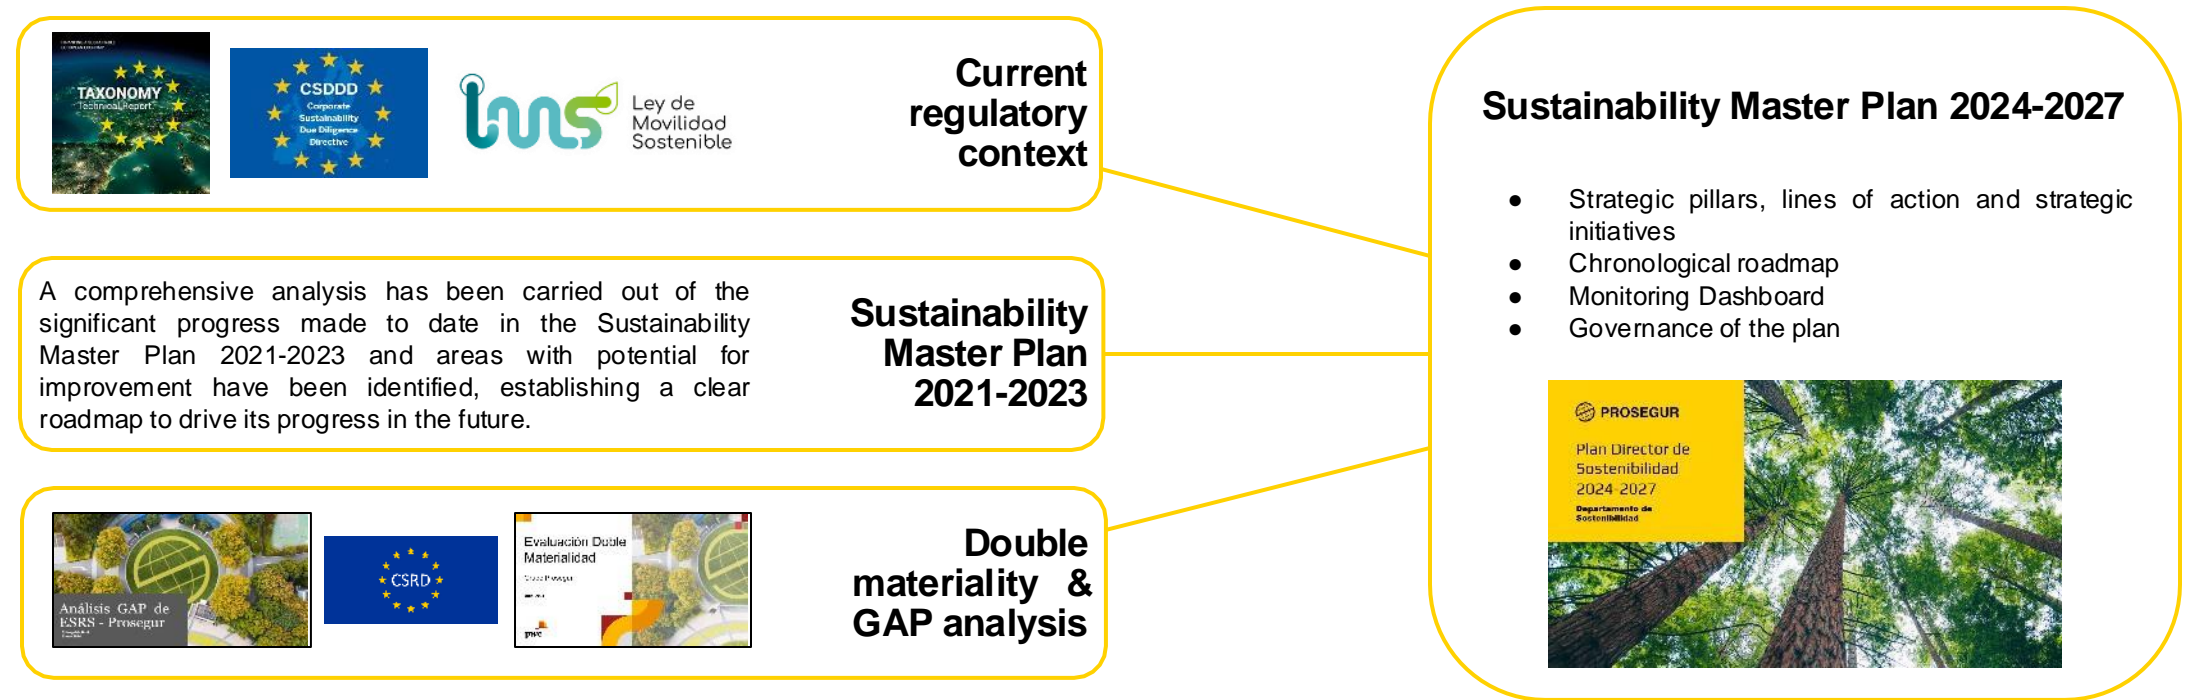 TAXONOMY
Technical Report
CSDDD
Corporate
Sustainability
Due Diligence
Directive
lms
Ley de
Movilidad
Sostenible
Current
regulatory
context
A comprehensive analysis has been carried out of the
significant progress made to date in the Sustainability
Master Plan 2021-2023 and areas with potential for
improvement have been identified, establishing a clear
roadmap to drive its progress in the future.
Sustainability
Master Plan
2021-2023
Análisis GAP de
ESRS - Prosegur
CSRD
Evaluación Doble
Materialidad
Grupo Prosegur
pwc
Double
materiality &
GAP analysis
Sustainability Master Plan 2024-2027
● Strategic pillars, lines of action and strategic
initiatives
● Chronological roadmap
● Monitoring Dashboard
● Governance of the plan
PROSEGUR
Plan Director de
Sostenibilidad
2024-2027
Departamento de
Sostenibilidad